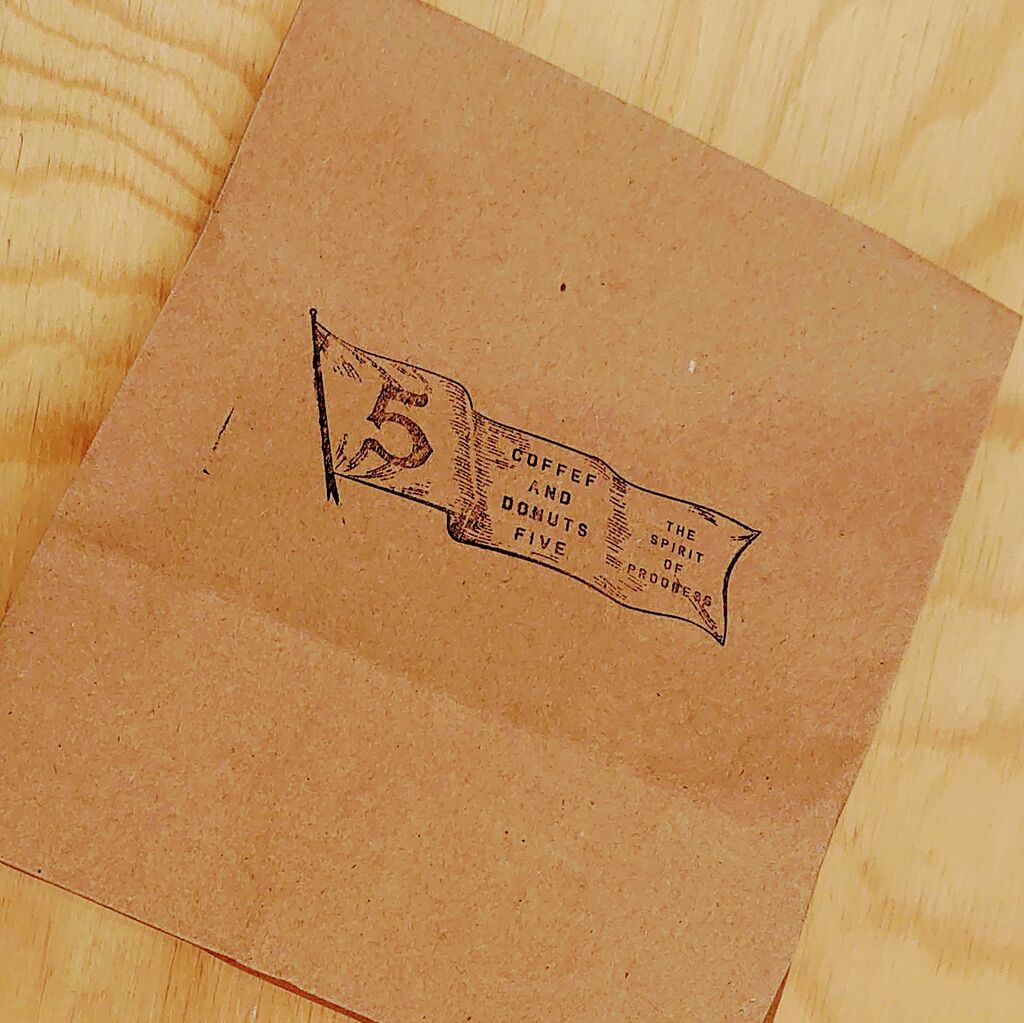 5
COFFEE
AND
DONUTS
FIVE
THE
SPIRIT
OF
PROGRESS